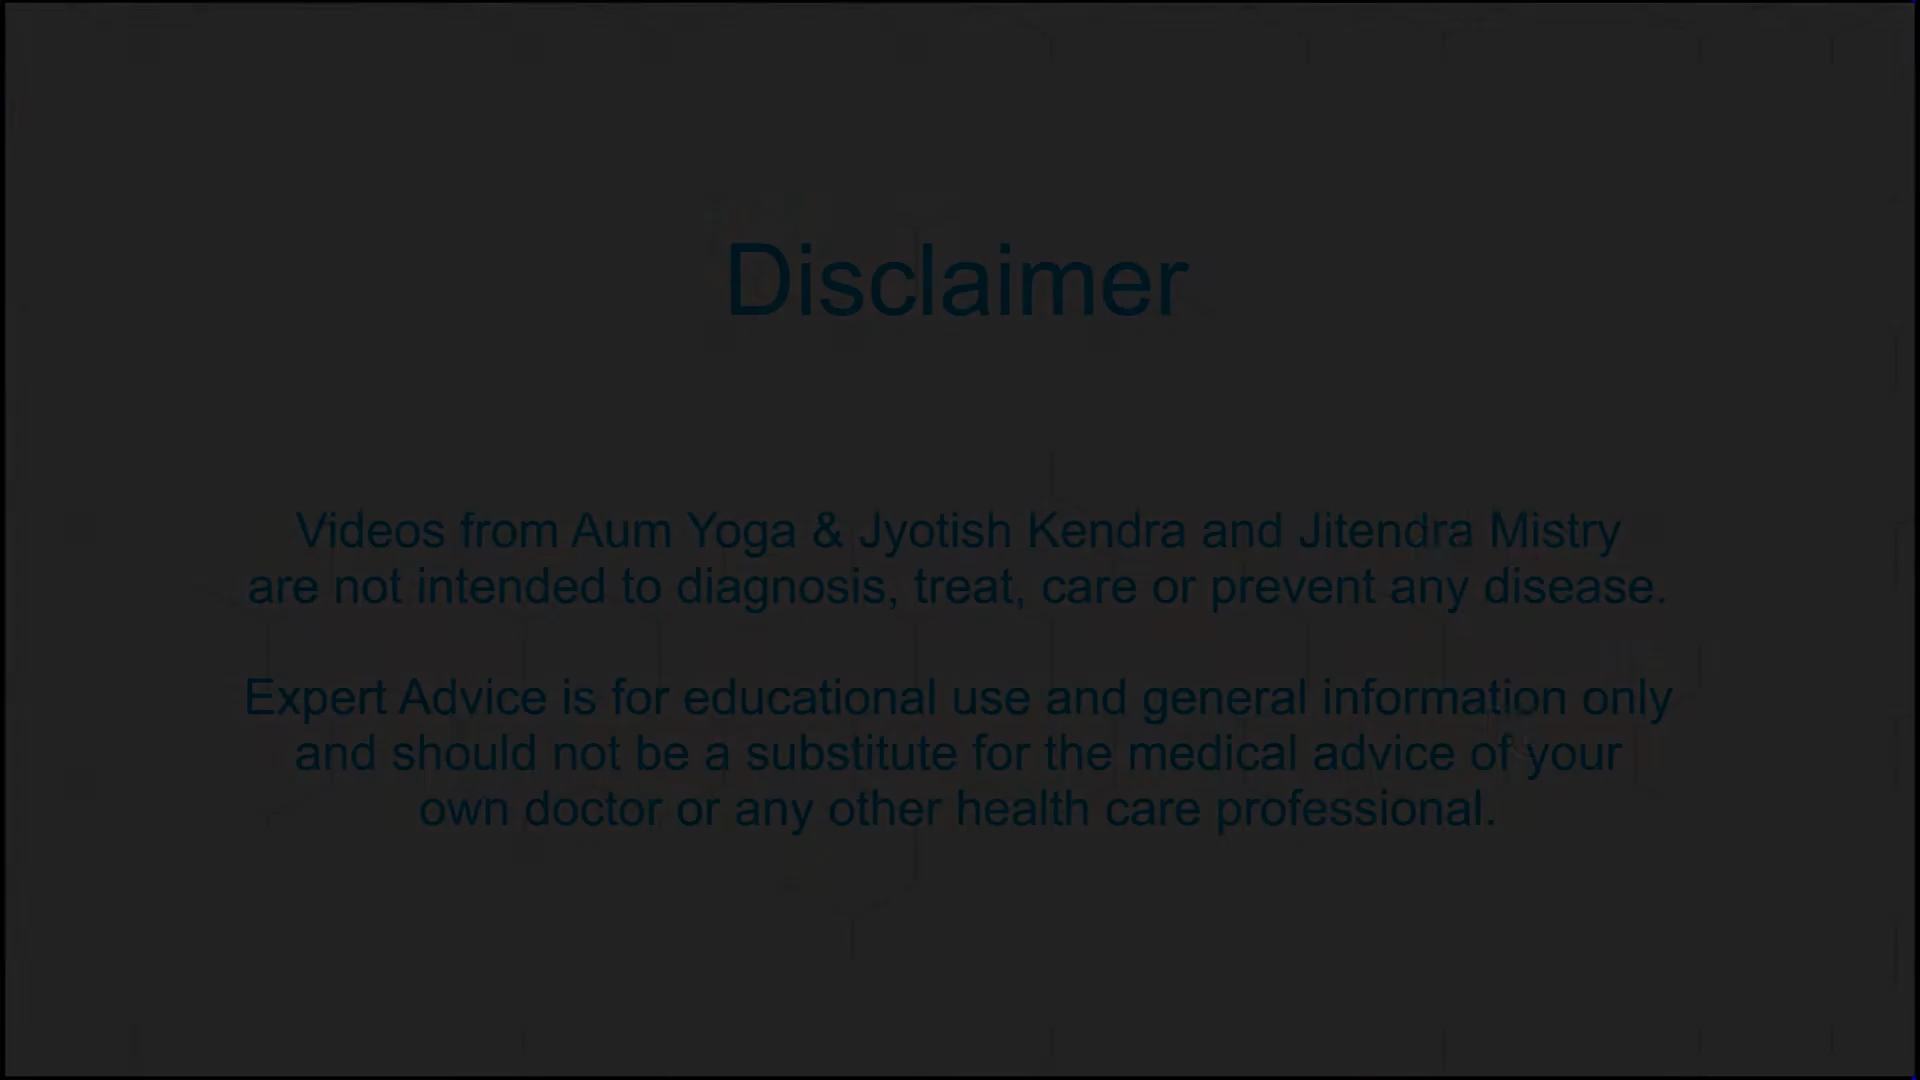 Disclaimer
Videos from Aum Yoga & Jyotish Kendra and Jitendra Mistry
are not intended to diagnosis, treat, care or prevent any disease.
Expert Advice is for educational use and general information only
and should not be a substitute for the medical advice of your
own doctor or any other health care professional.